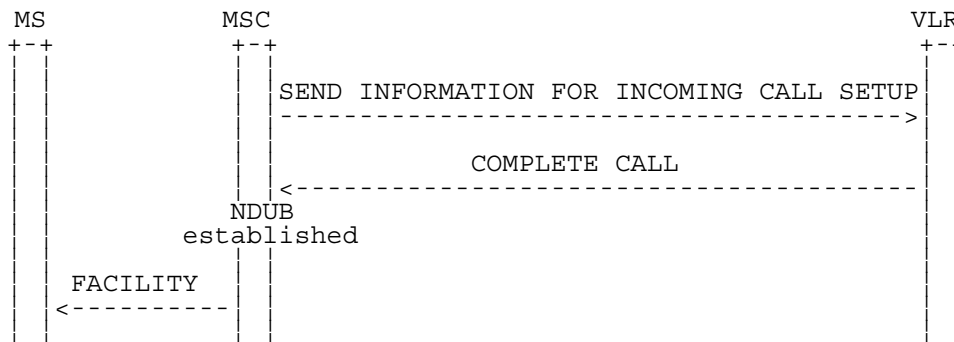 MS MSC VLR
SEND INFORMATION FOR INCOMING CALL SETUP
COMPLETE CALL
NDUB
established
FACILITY